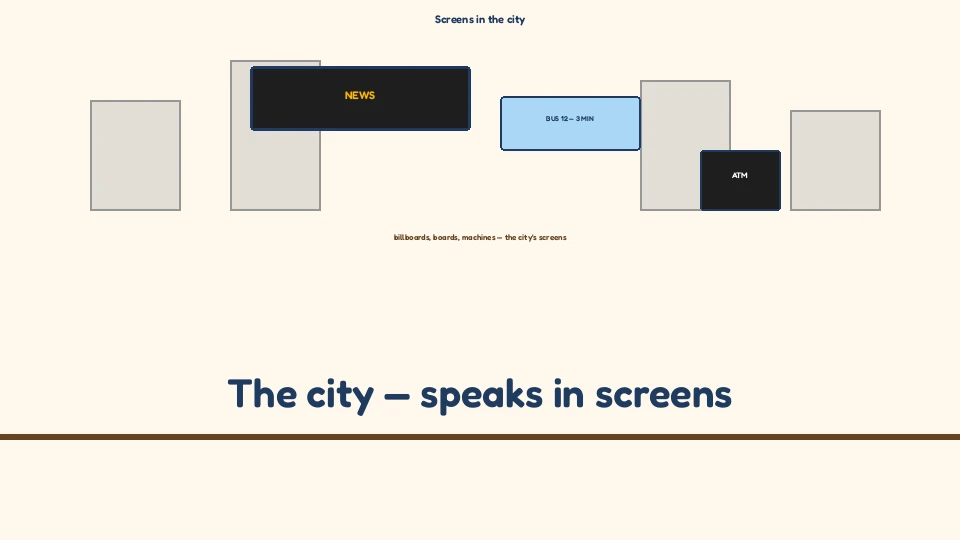 Screens in the city
NEWS
BUS 12 — 3 MIN
ATM
billboards, boards, machines — the city's screens
The city — speaks in screens